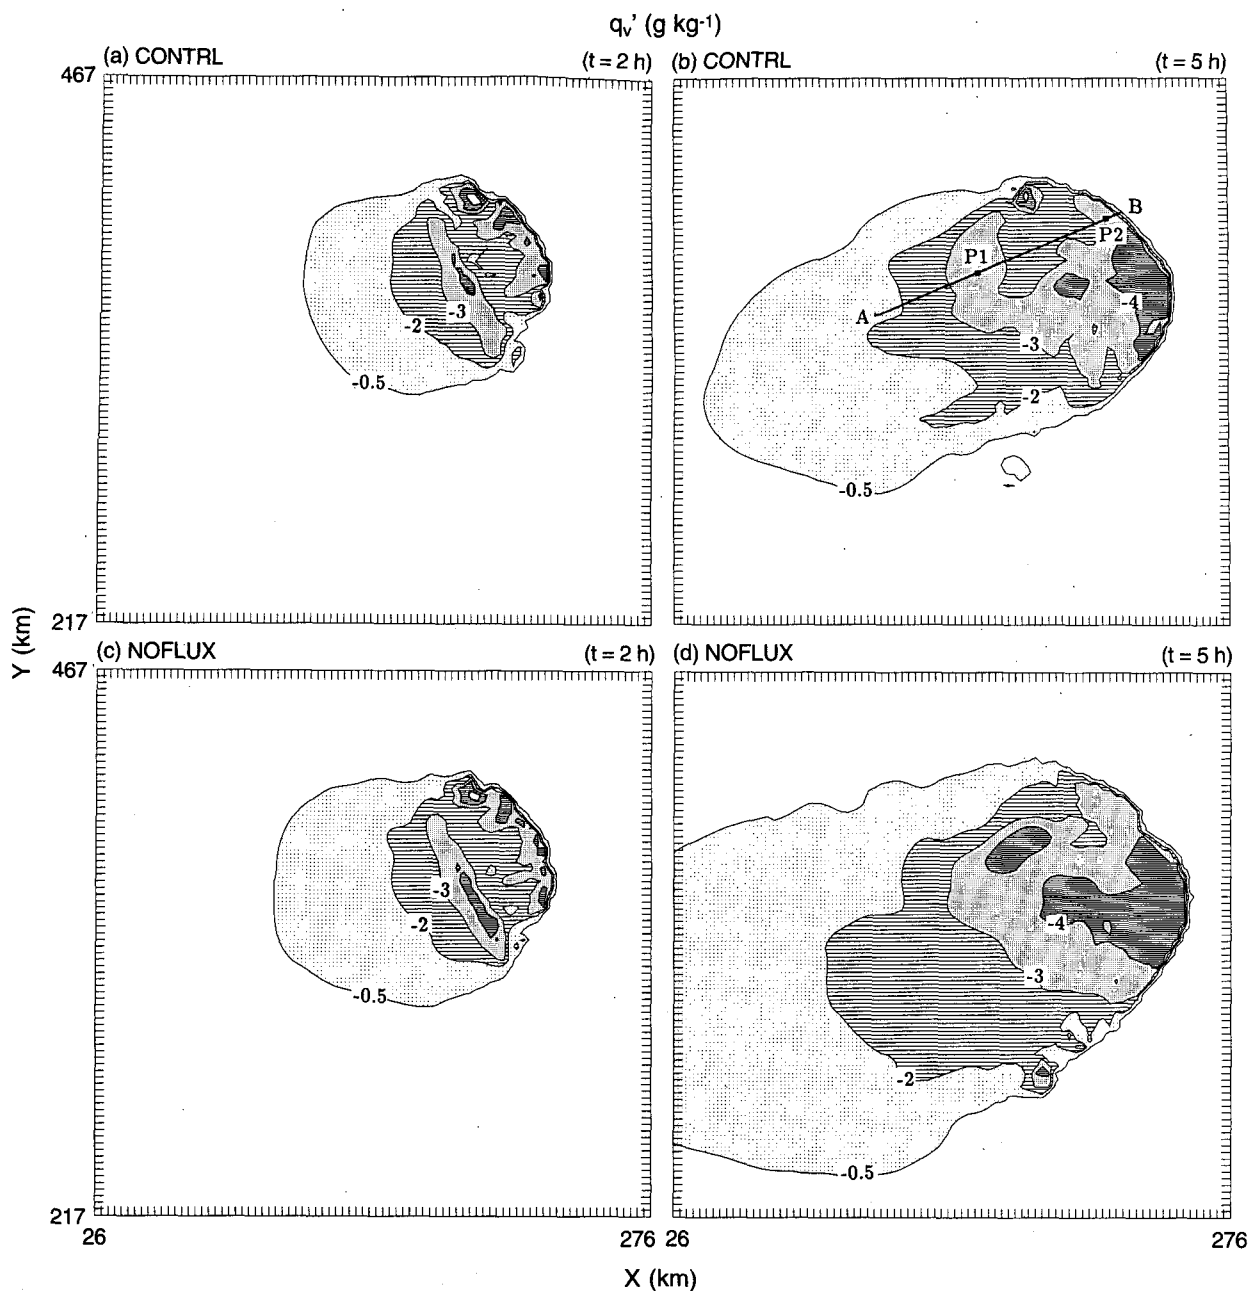 qv' (g kg-1)
(a) CONTRL (t = 2 h) (b) CONTRL (t = 5 h)
467
B
P2
P1
A
-3
-2
-4
-3
-2
-0.5
-0.5
217
Y (km)
(c) NOFLUX (t = 2 h) (d) NOFLUX (t = 5 h)
467
-3
-2
-4
-3
-0.5
-2
-0.5
217
26 276 26 276
X (km)